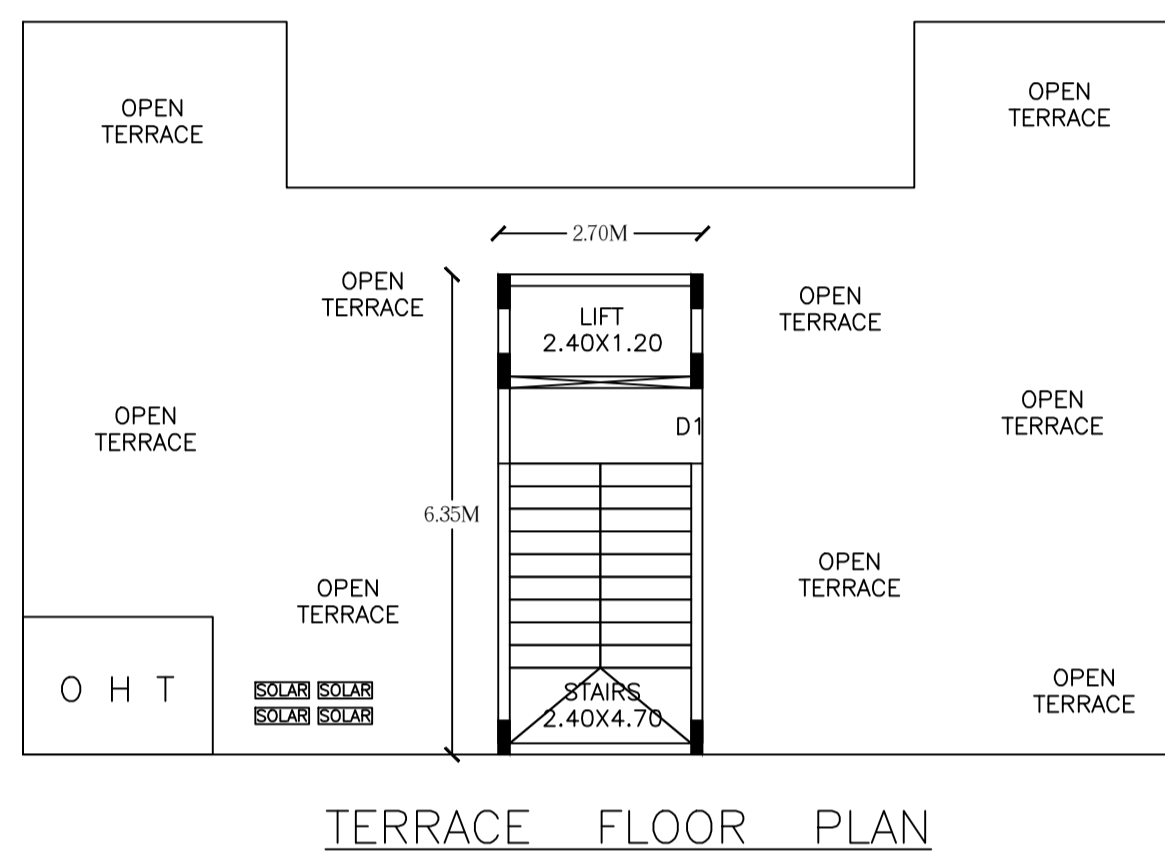 OPEN
TERRACE
OPEN
TERRACE
2.70M
OPEN
TERRACE
LIFT
2.40X1.20
OPEN
TERRACE
OPEN
TERRACE
D1
OPEN
TERRACE
6.35M
OPEN
TERRACE
OPEN
TERRACE
O H T
SOLAR SOLAR
SOLAR SOLAR
STAIRS
2.40X4.70
OPEN
TERRACE
TERRACE FLOOR PLAN